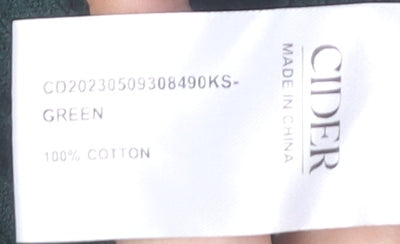 CD20230509308490KS-
GREEN
100% COTTON
CIDER
MADE IN CHINA